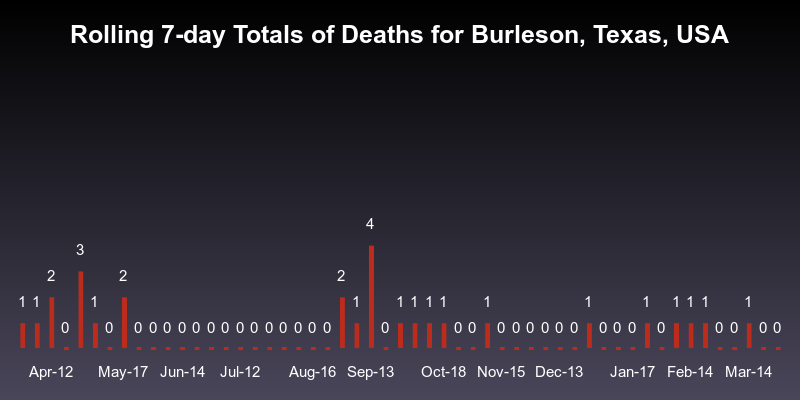 Rolling 7-day Totals of Deaths for Burleson, Texas, USA
4
3
2 2 2
1 1 1 1 1 1 1 1 1 1 1 1 1 1 1
0 0 0 0 0 0 0 0 0 0 0 0 0 0 0 0 0 0 0 0 0 0 0 0 0 0 0 0 0 0 0 0 0
Apr-12 May-17 Jun-14 Jul-12 Aug-16 Sep-13 Oct-18 Nov-15 Dec-13 Jan-17 Feb-14 Mar-14